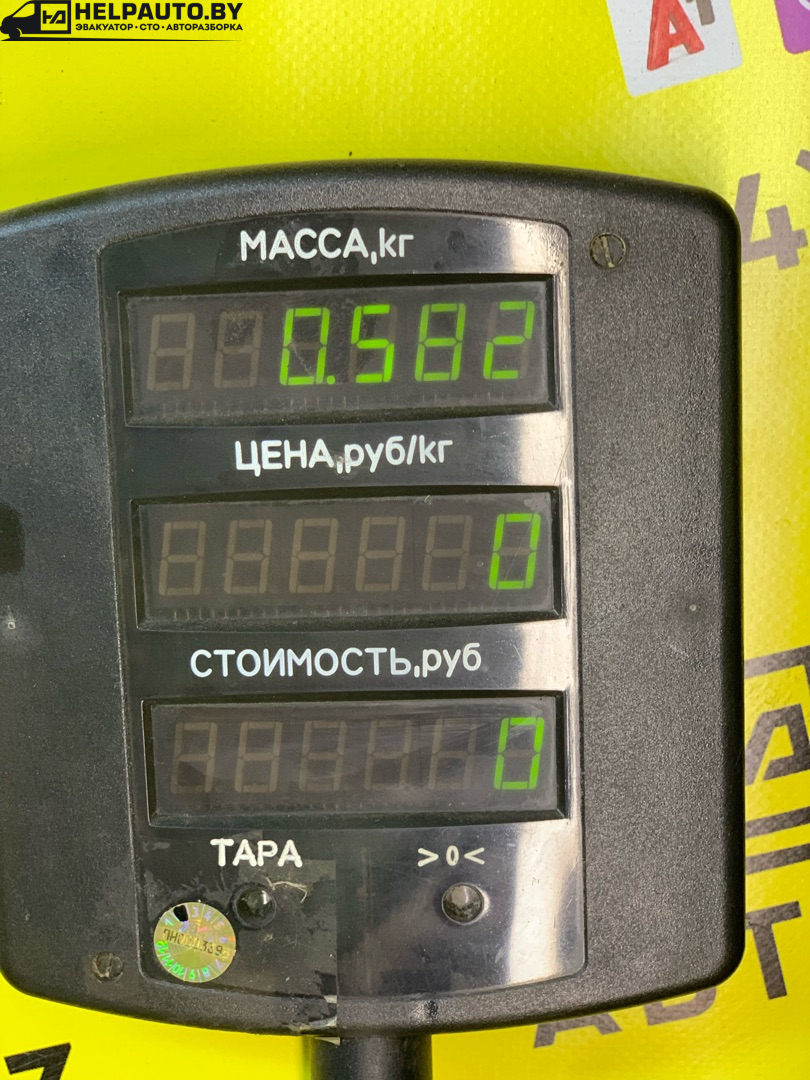 HELPAUTO.BY
ЭВАКУАТОР • СТО • АВТОРАЗБОРКА
МАССА,кг
0.582
ЦЕНА,руб/кг
0
СТОИМОСТЬ,руб
0
ТАРА >0<